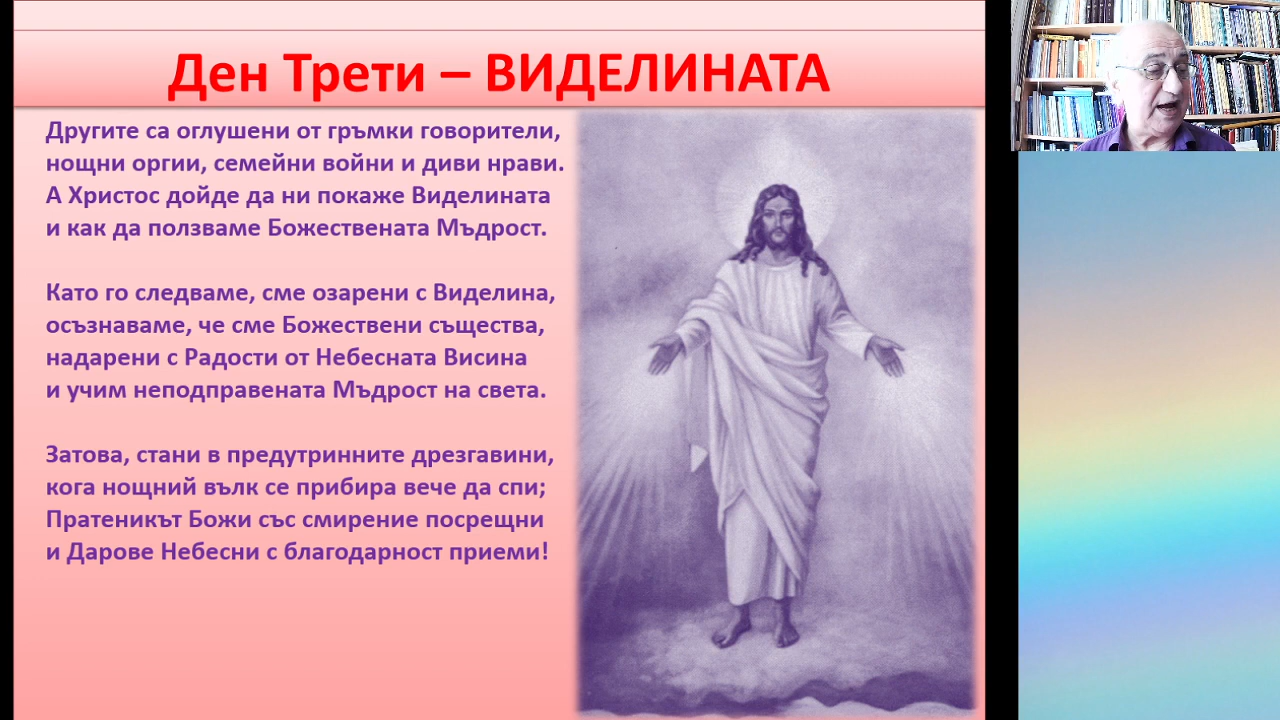 Ден Трети – ВИДЕЛИНАТА
Другите са оглушени от гръмки говорители,
нощни оргии, семейни войни и диви нрави.
А Христос дойде да ни покаже Виделината
и как да ползваме Божествената Мъдрост.
Като го следваме, сме озарени с Виделина,
осъзнаваме, че сме Божествени същества,
надарени с Радости от Небесната Висина
и учим неподправената Мъдрост на света.
Затова, стани в предутринните дрезгавини,
кога нощний вълк се прибира вече да спи;
Пратеникът Божи със смирение посрещни
и Дарове Небесни с благодарност приеми!